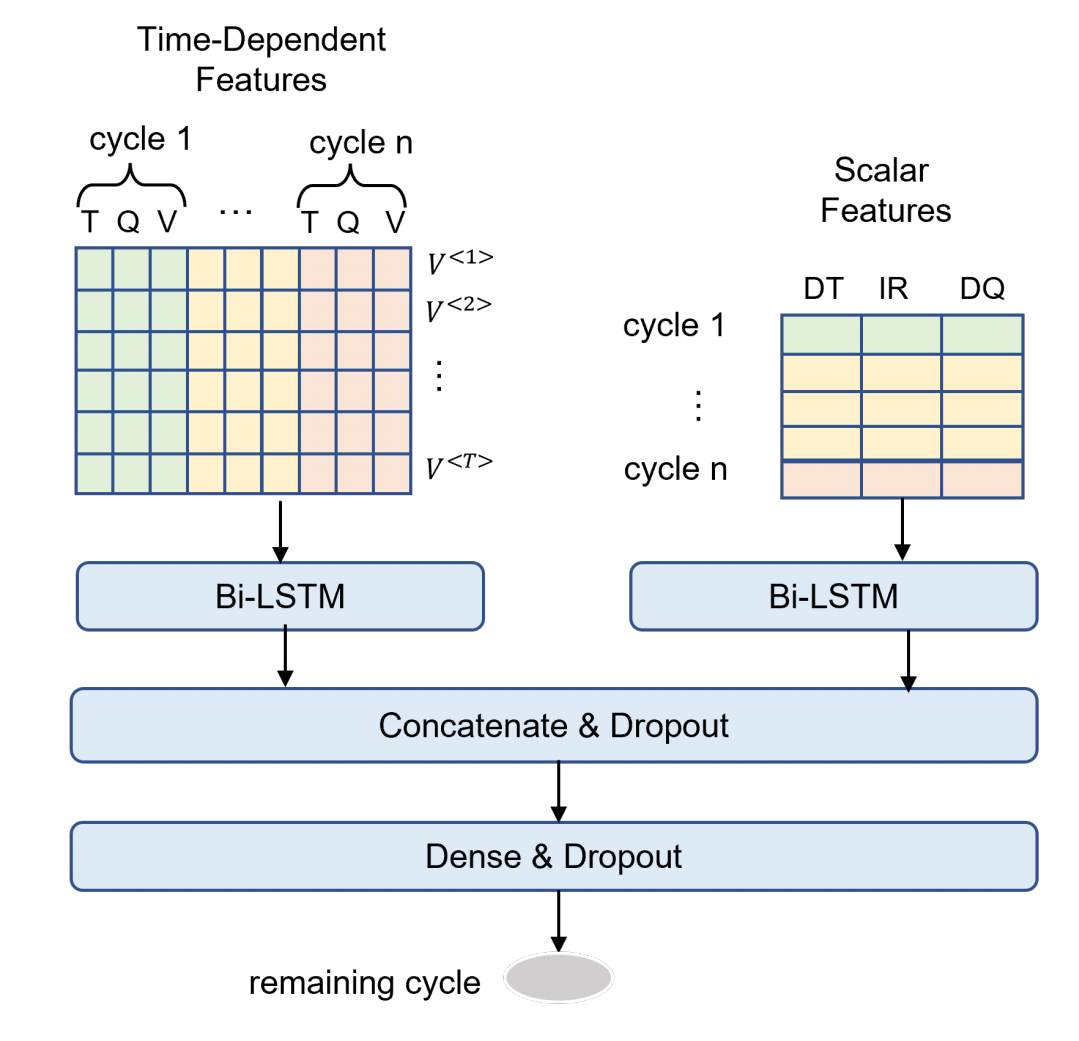 Time-Dependent
Features
cycle 1
cycle n
T Q V ... T Q V
V<1>
V<2>
⋮
V<T>
Scalar
Features
DT IR DQ
cycle 1
⋮
cycle n
Bi-LSTM
Bi-LSTM
Concatenate & Dropout
Dense & Dropout
remaining cycle